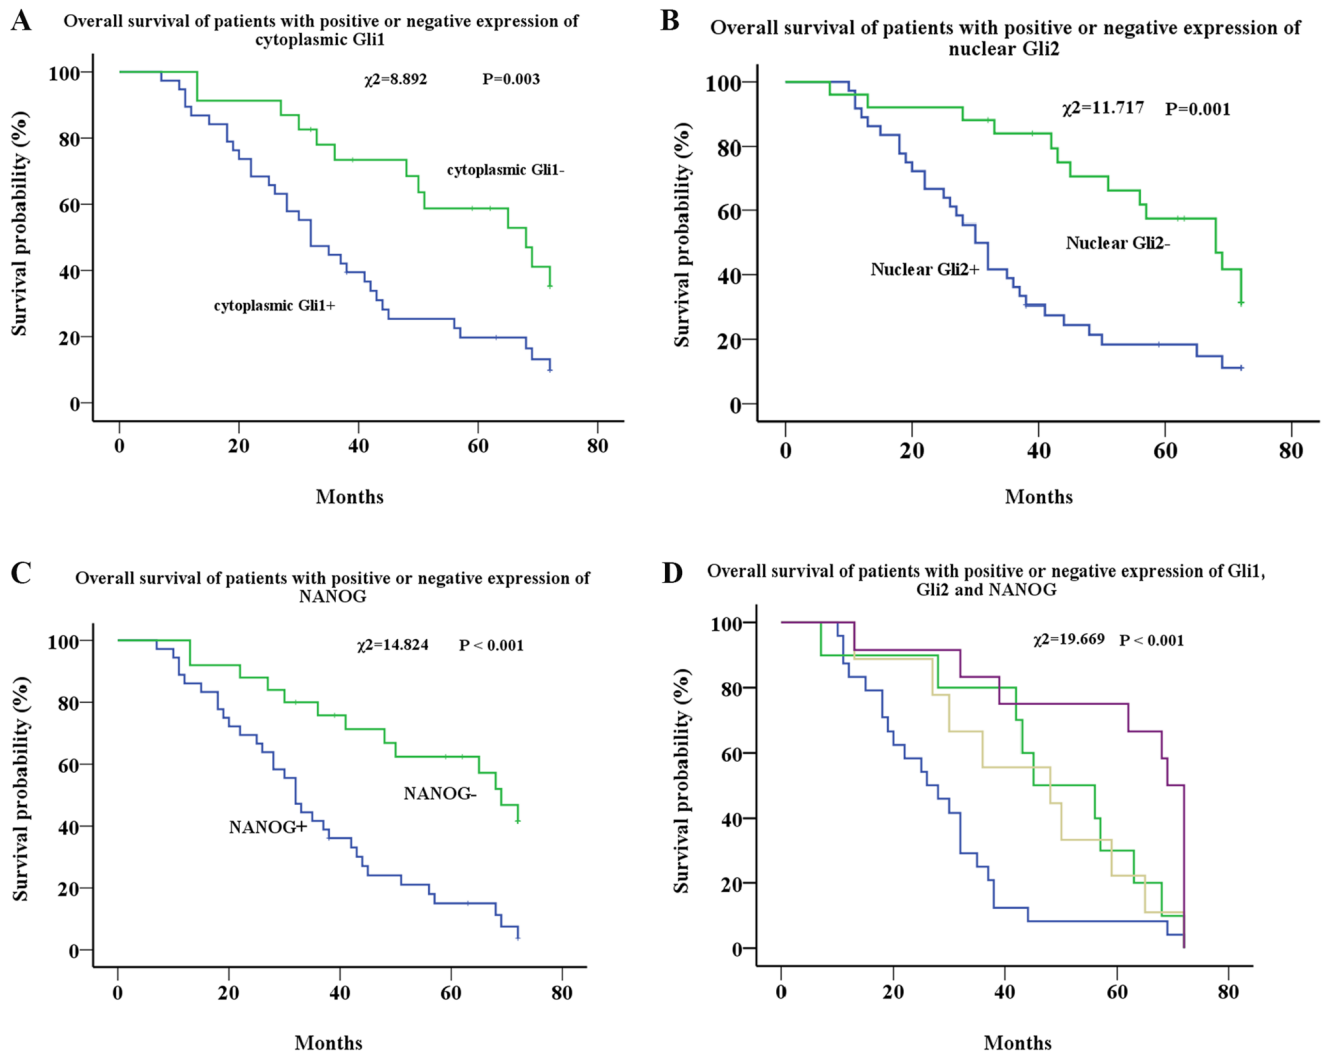 A
Overall survival of patients with positive or negative expression of
cytoplasmic Gli1
χ2=8.892 P=0.003
cytoplasmic Gli1-
cytoplasmic Gli1+
Survival probability (%)
100
80
60
40
20
0
0 20 40 60 80
Months
B
Overall survival of patients with positive or negative expression of
nuclear Gli2
χ2=11.717 P=0.001
Nuclear Gli2-
Nuclear Gli2+
Survival probability (%)
100
80
60
40
20
0
0 20 40 60 80
Months
C
Overall survival of patients with positive or negative expression of
NANOG
χ2=14.824 P < 0.001
NANOG-
NANOG+
Survival probability (%)
100
80
60
40
20
0
0 20 40 60 80
Months
D
Overall survival of patients with positive or negative expression of Gli1,
Gli2 and NANOG
χ2=19.669 P < 0.001
Survival probability (%)
100
80
60
40
20
0
0 20 40 60 80
Months